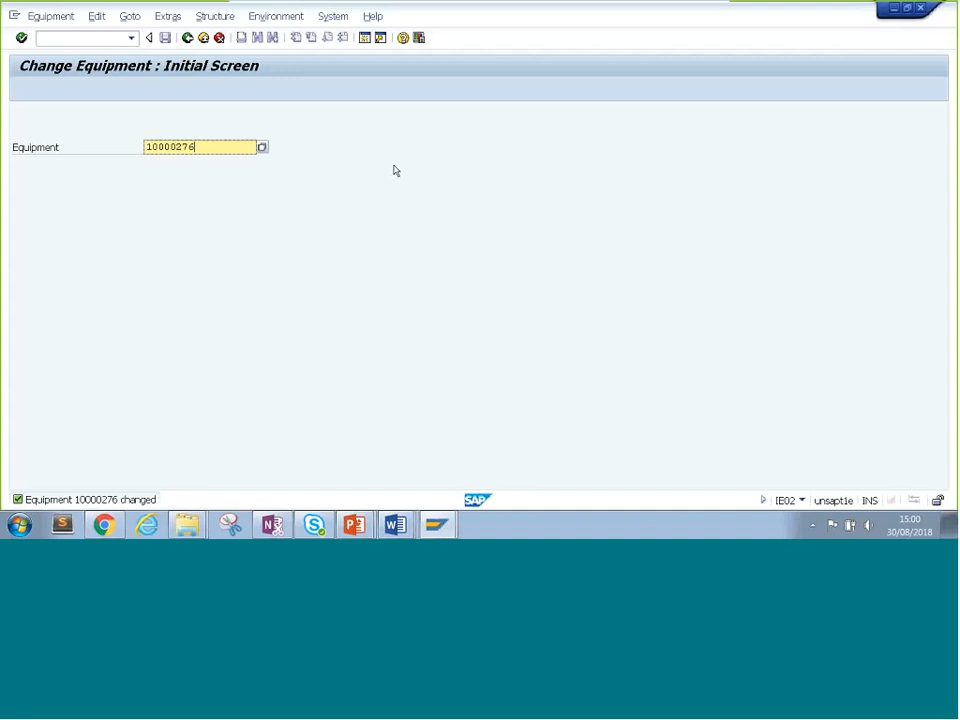 Equipment Edit Goto Extras Structure Environment System Help
Change Equipment : Initial Screen
Equipment 10000276
Equipment 10000276 changed
SAP
IE02 unsapt1e INS
S N S P W
15:00
30/08/2018